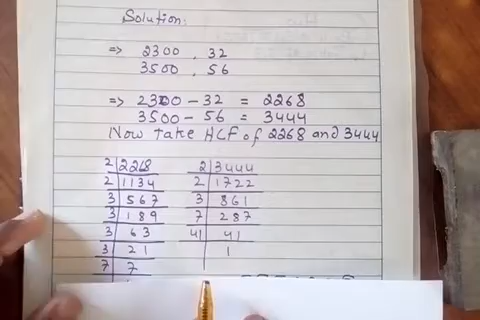 Solution:
⇒ 2300 , 32
3500 , 56
⇒ 2300 - 32 = 2268
3500 - 56 = 3444
Now take HCF of 2268 and 3444
2 | 2268
2 | 1134
3 | 567
3 | 189
3 | 63
3 | 21
7 | 7
2 | 3444
2 | 1722
3 | 861
7 | 287
41 | 41
1